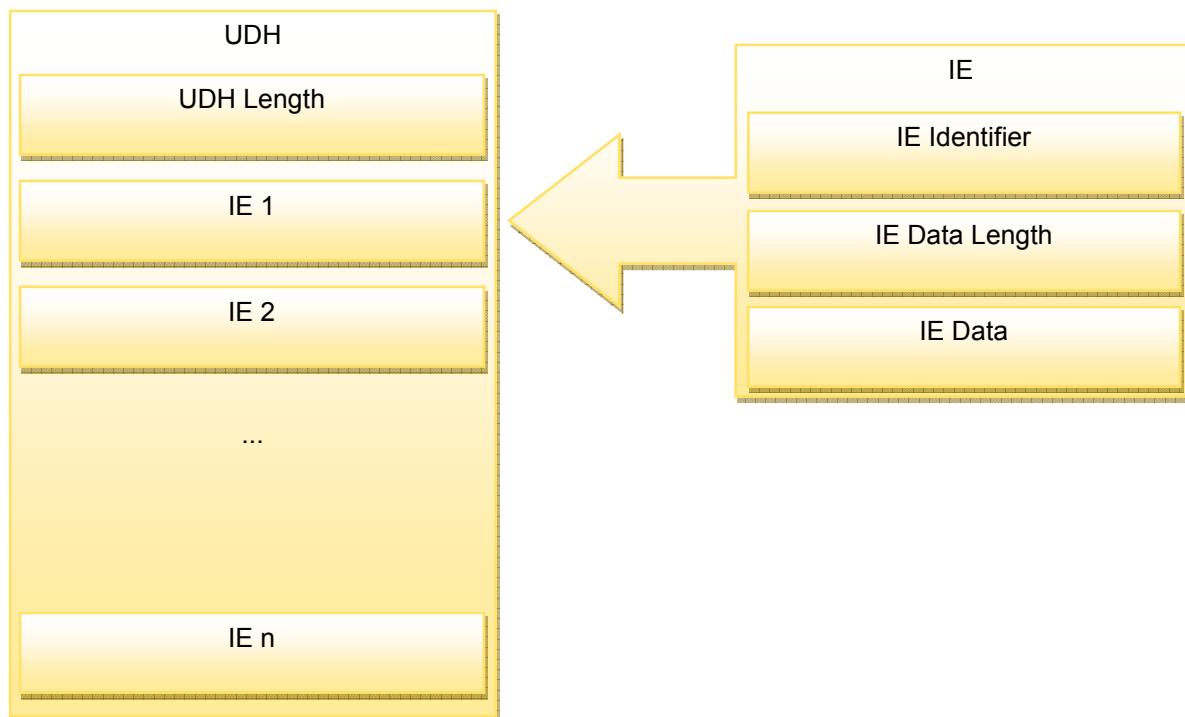 UDH
UDH Length
IE 1
IE 2
...
IE n
IE
IE Identifier
IE Data Length
IE Data